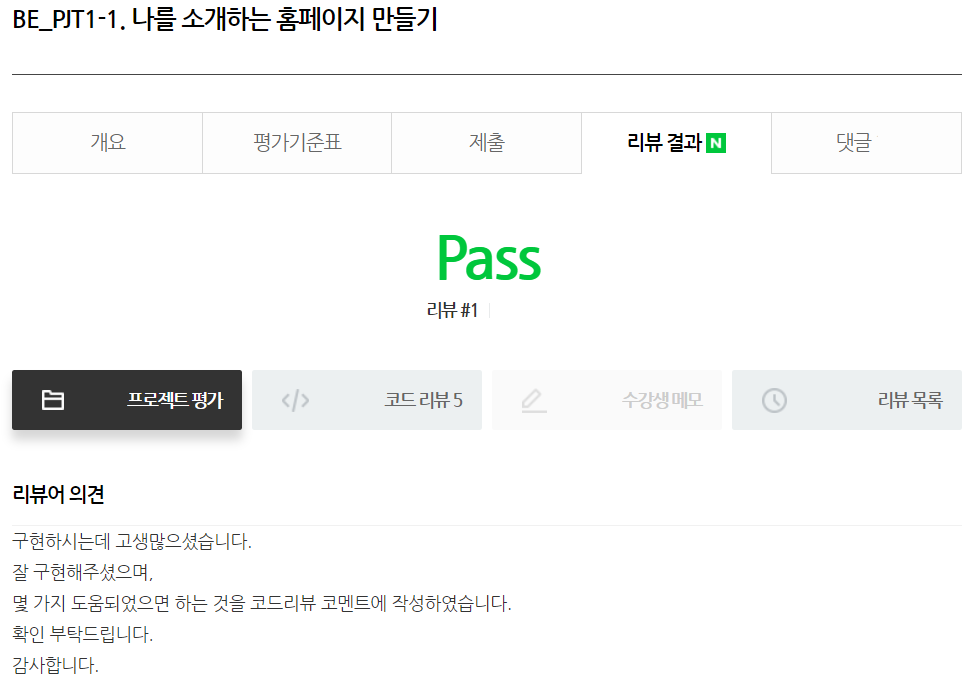 BE_PJT1-1. 나를 소개하는 홈페이지 만들기
개요
평가기준표
제출
리뷰 결과 N
댓글
Pass
리뷰 #1
프로젝트 평가
</> 코드 리뷰 5
수강생 메모
리뷰 목록
리뷰어 의견
구현하시는데 고생많으셨습니다.
잘 구현해주셨으며,
몇 가지 도움되었으면 하는 것을 코드리뷰 코멘트에 작성하였습니다.
확인 부탁드립니다.
감사합니다.